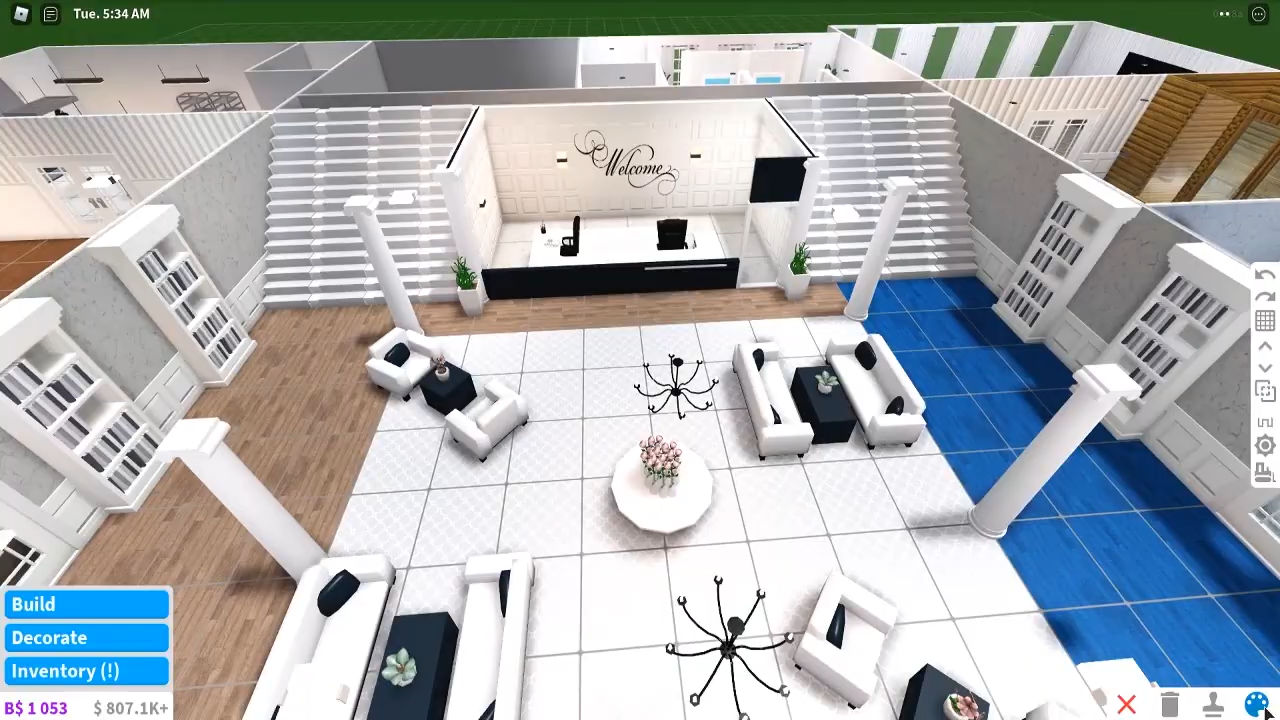 Tue. 5:34 AM
Welcome
Build
Decorate
Inventory (!)
B$ 1 053 $ 807.1K+